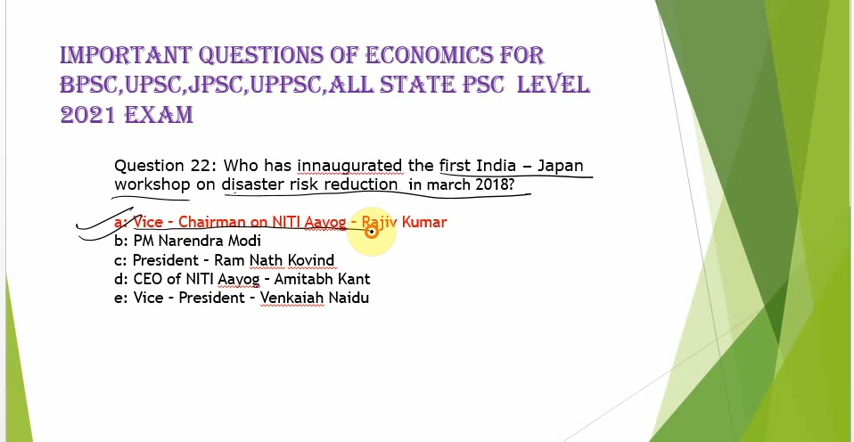 IMPORTANT QUESTIONS OF ECONOMICS FOR
BPSC,UPSC,JPSC,UPPSC,ALL STATE PSC LEVEL
2021 EXAM
Question 22: Who has innaugurated the first India – Japan
workshop on disaster risk reduction in march 2018?
a: Vice – Chairman on NITI Aayog – Rajiv Kumar
b: PM Narendra Modi
c: President – Ram Nath Kovind
d: CEO of NITI Aayog – Amitabh Kant
e: Vice – President – Venkaiah Naidu